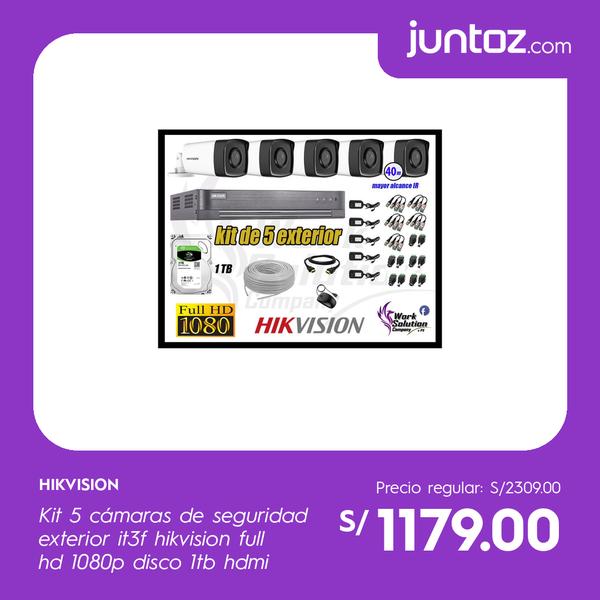 juntoz.com
HIKVISION
40m
mayor alcance IR
kit de 5 exterior
1 TB
Full HD
1080
HIKVISION
Work
Solution
Company
HIKVISION
Precio regular: S/2309.00
Kit 5 cámaras de seguridad
exterior it3f hikvision full
hd 1080p disco 1tb hdmi
S/1179.00